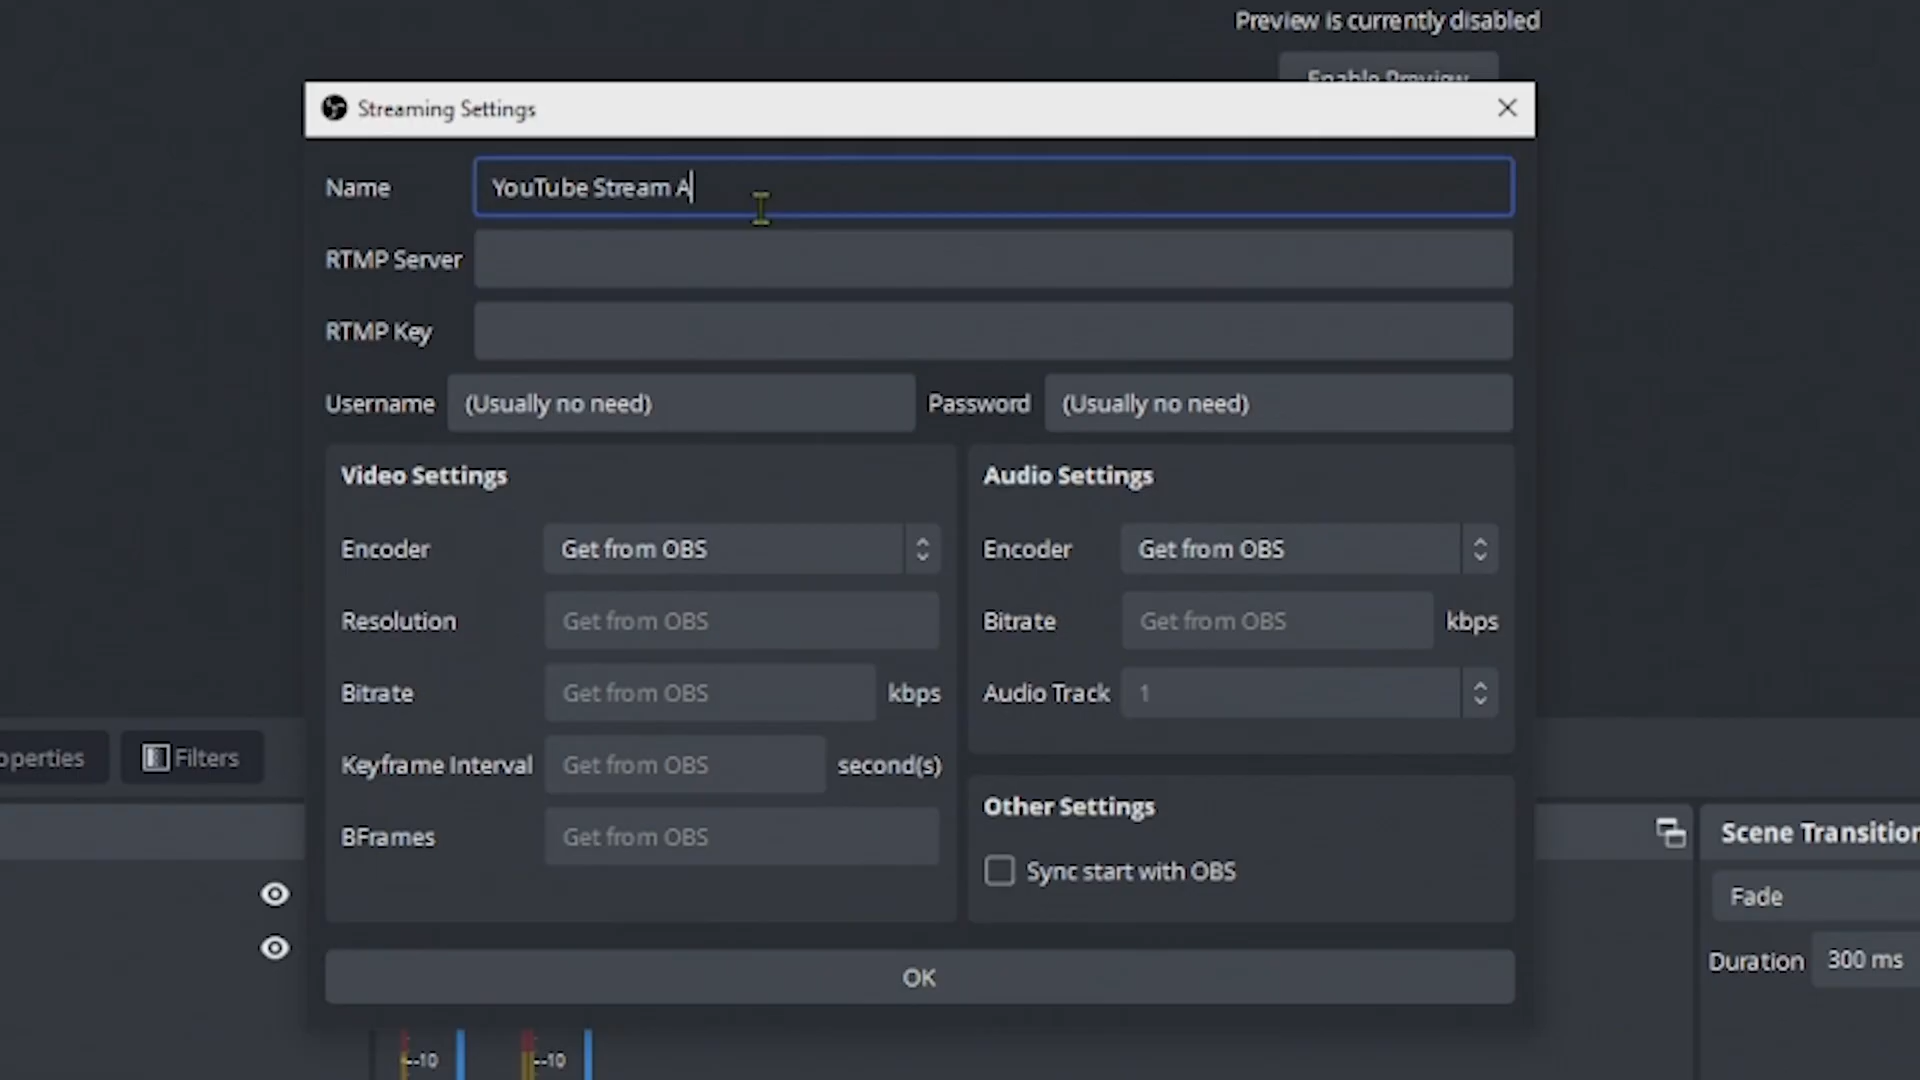 Preview is currently disabled
Enable Preview
Streaming Settings
Name YouTube Stream A
RTMP Server
RTMP Key
Username (Usually no need) Password (Usually no need)
Video Settings
Encoder Get from OBS
Resolution Get from OBS
Bitrate Get from OBS kbps
Keyframe Interval Get from OBS second(s)
BFrames Get from OBS
Audio Settings
Encoder Get from OBS
Bitrate Get from OBS kbps
Audio Track 1
Other Settings
Sync start with OBS
OK
operties Filters
Scene Transition
Fade
Duration 300 ms
-10 -10